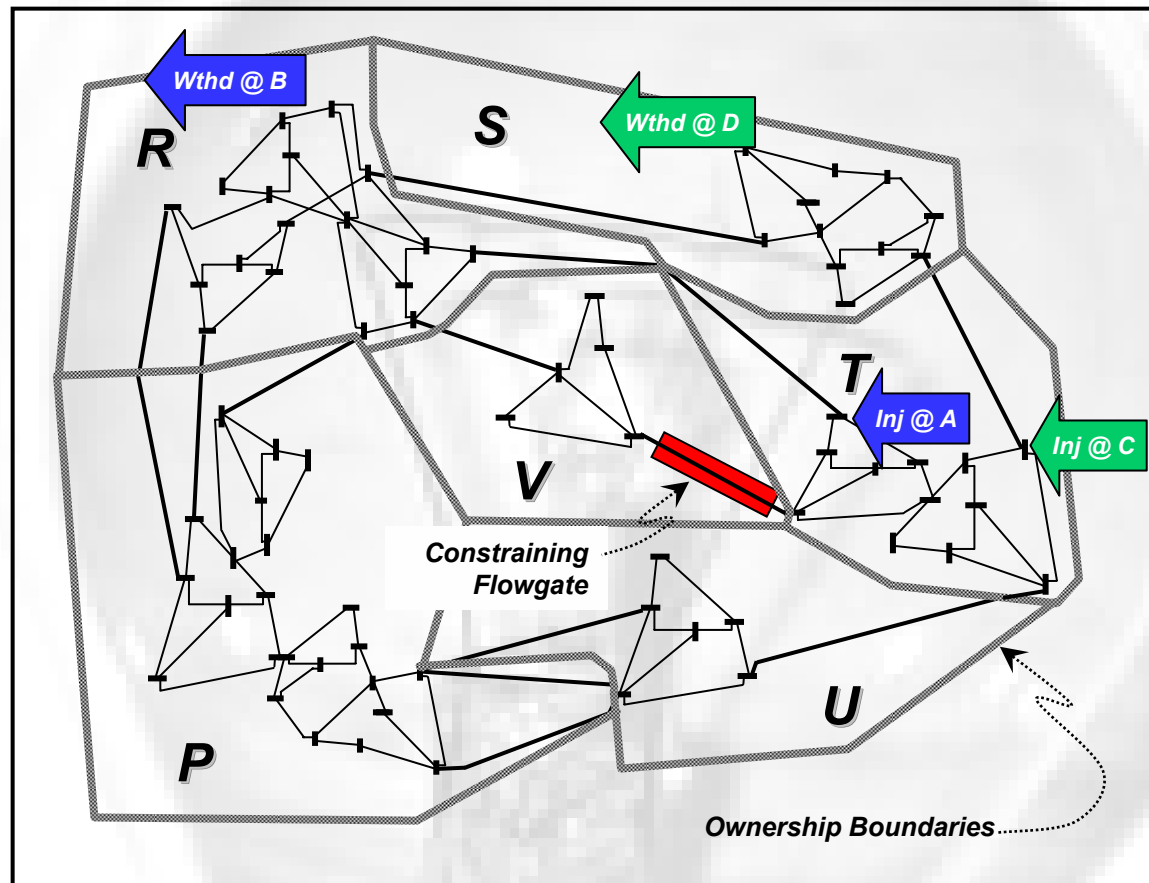 Wthd @ B
Wthd @ D
R
S
T
Inj @ A
Inj @ C
V
Constraining
Flowgate
U
P
Ownership Boundaries